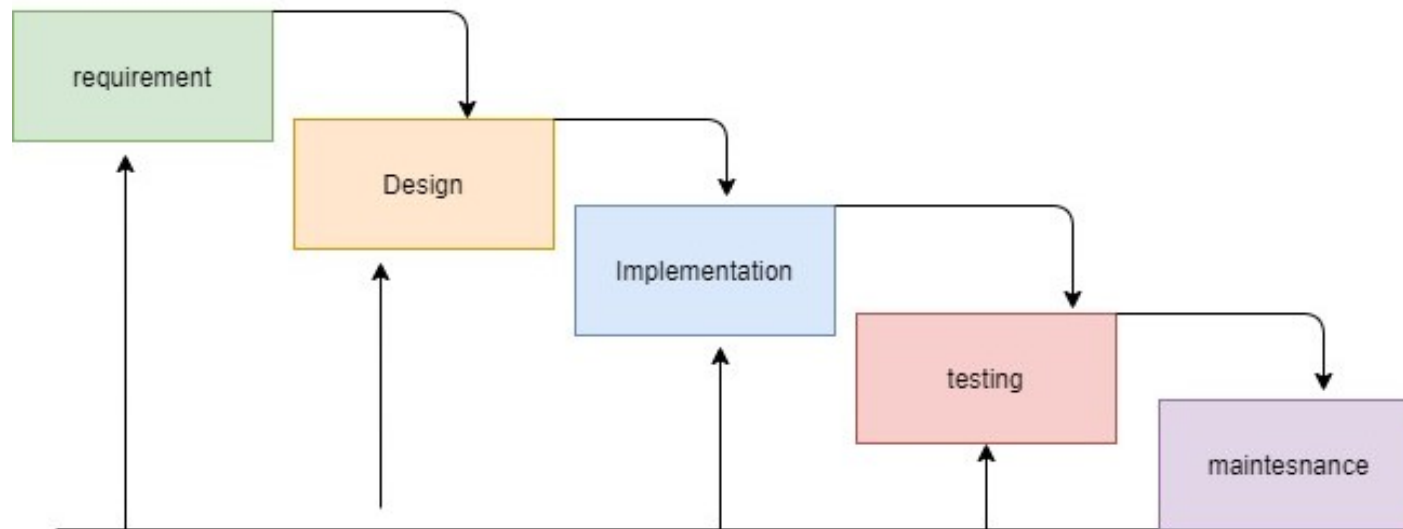 requirement
Design
Implementation
testing
maintesnance